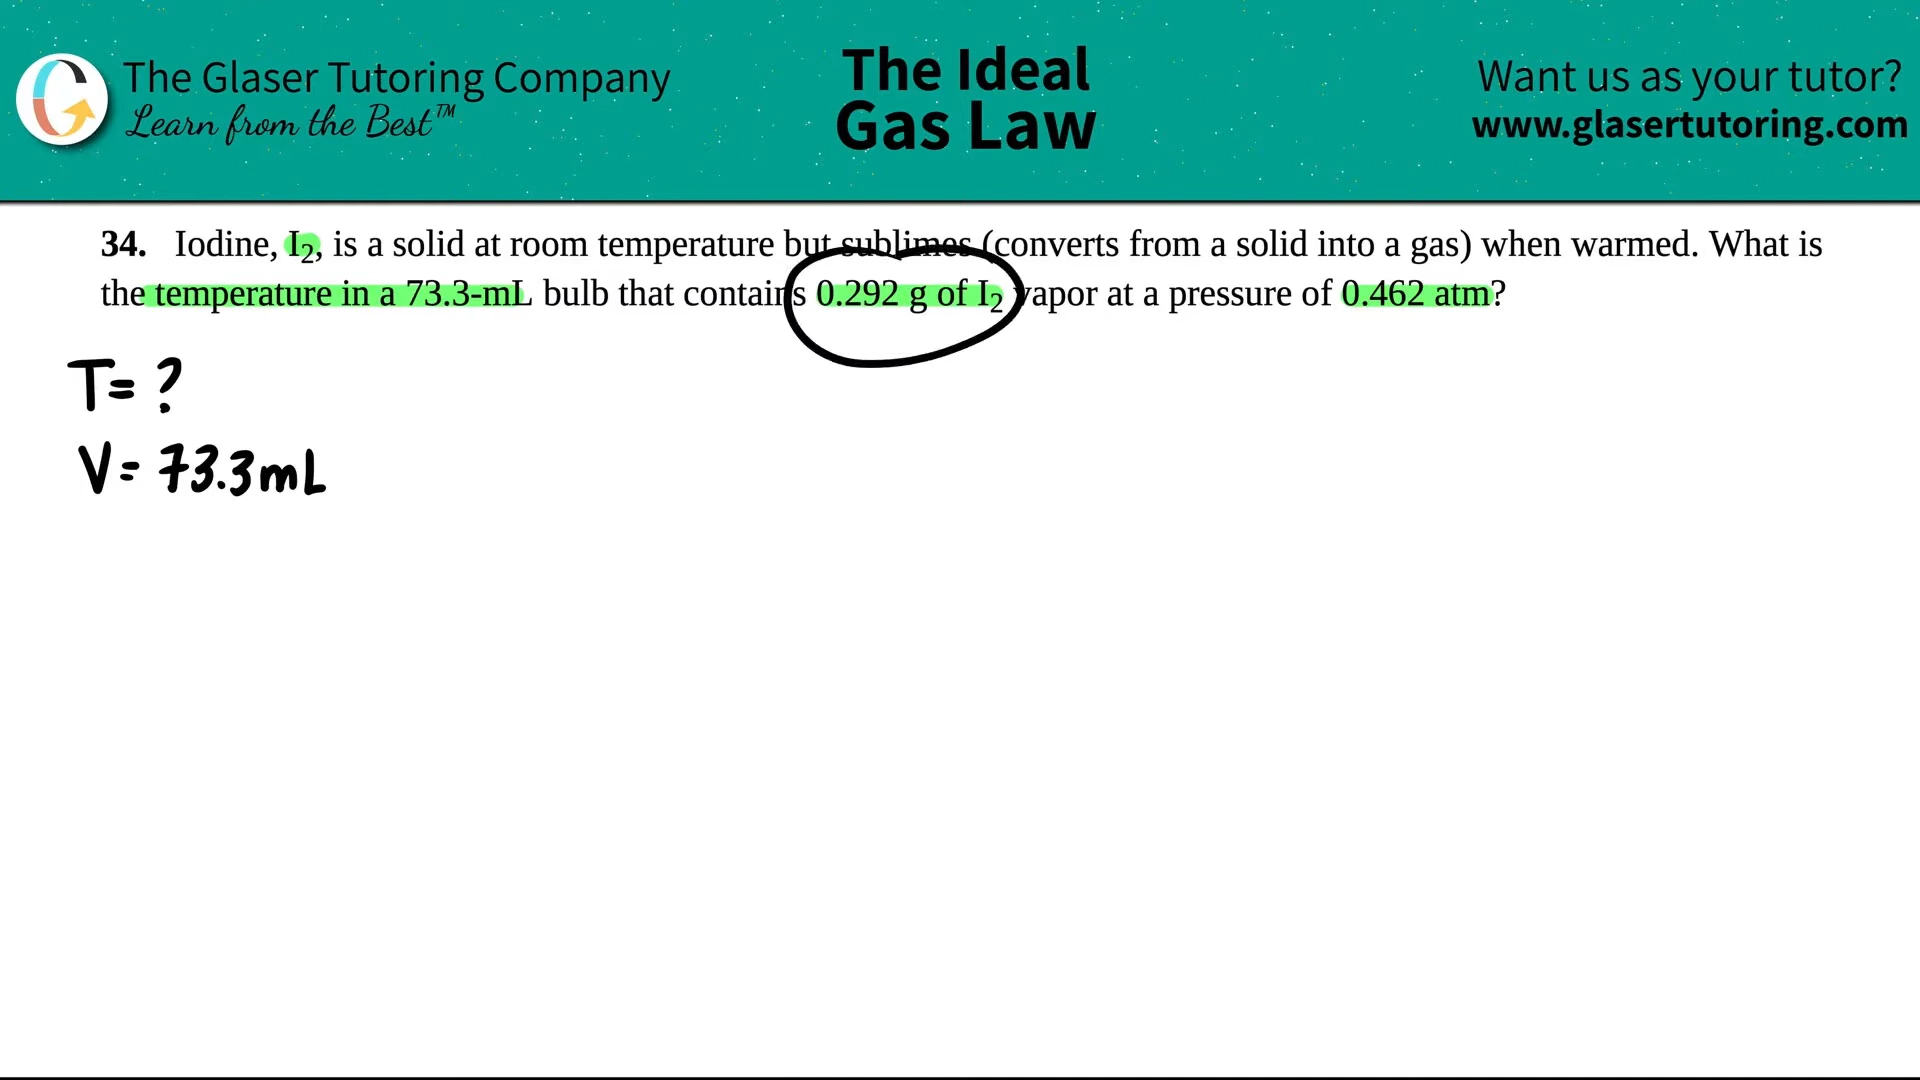 The Glaser Tutoring Company
Learn from the Best™
The Ideal
Gas Law
Want us as your tutor?
www.glasertutoring.com
34. Iodine, I₂, is a solid at room temperature but sublimes (converts from a solid into a gas) when warmed. What is
the temperature in a 73.3-mL bulb that contains 0.292 g of I₂ vapor at a pressure of 0.462 atm?
T= ?
V= 73.3mL